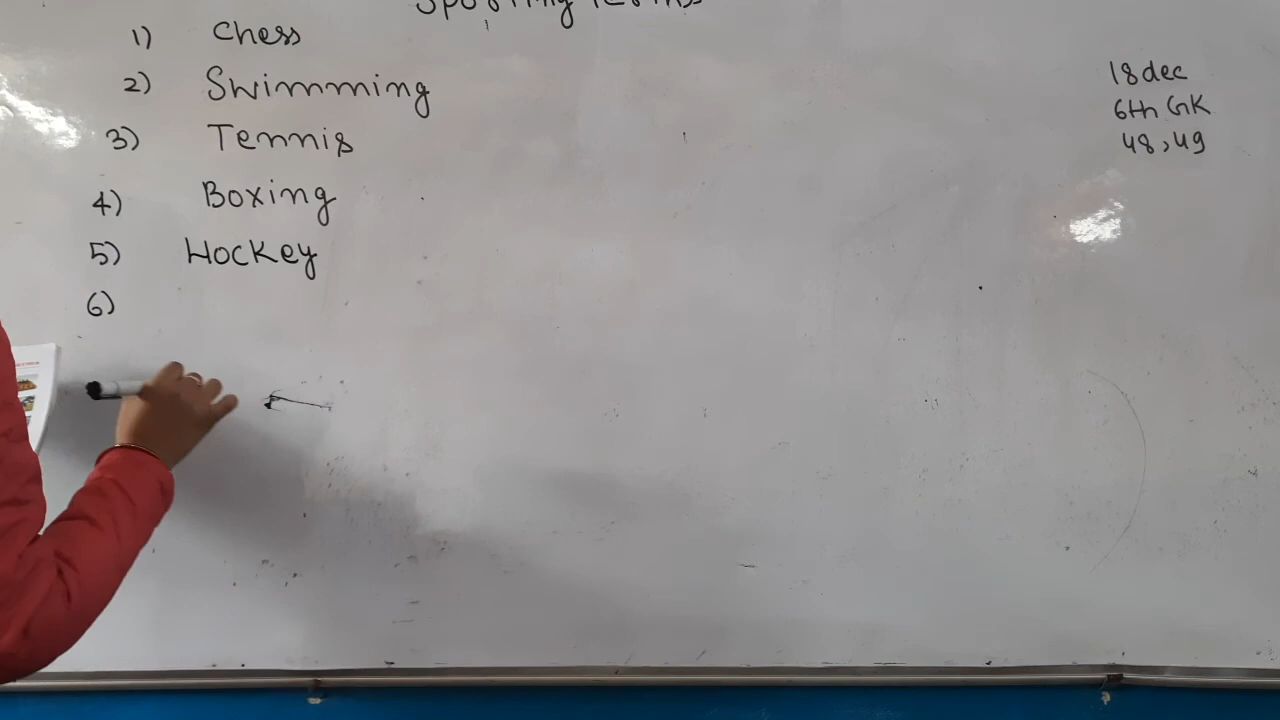 Sporting Terms
1) Chess
2) Swimming
3) Tennis
4) Boxing
5) Hockey
6)
18 dec
6th GK
48,49